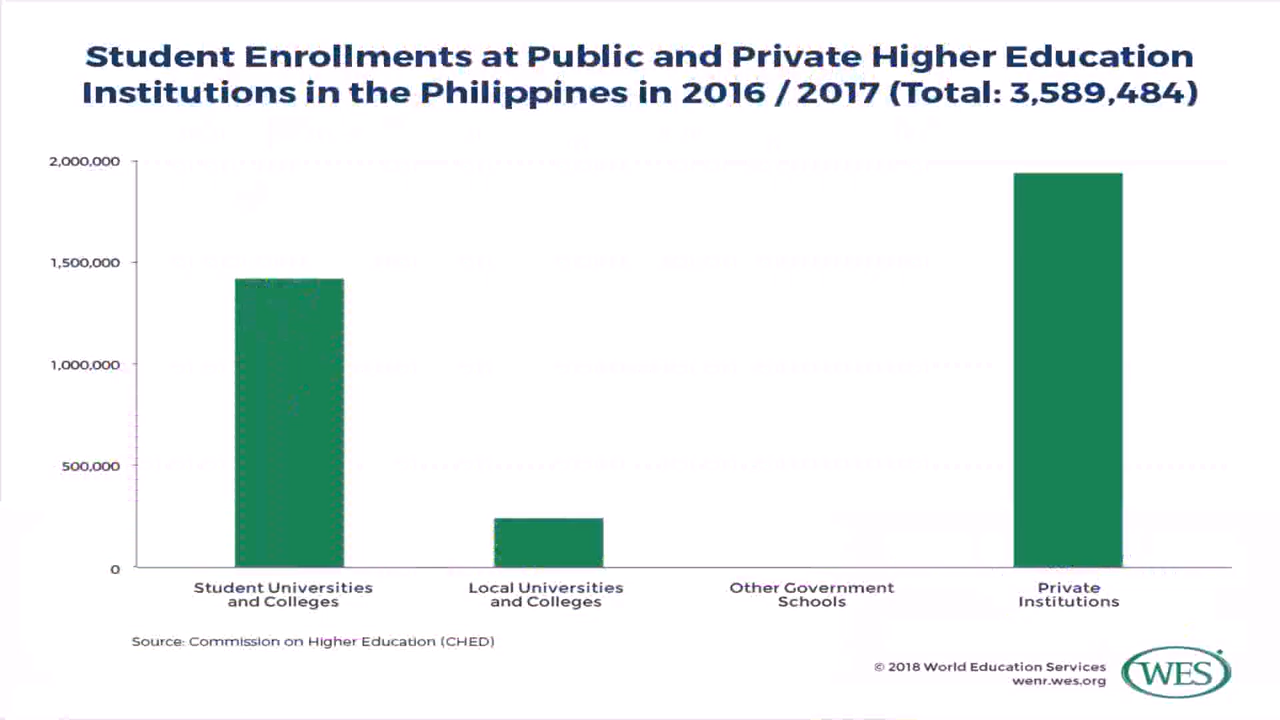 Student Enrollments at Public and Private Higher Education
Institutions in the Philippines in 2016 / 2017 (Total: 3,589,484)
2,000,000
1,500,000
1,000,000
500,000
0
Student Universities
and Colleges
Local Universities
and Colleges
Other Government
Schools
Private
Institutions
Source: Commission on Higher Education (CHED)
© 2018 World Education Services
wenr.wes.org
WES